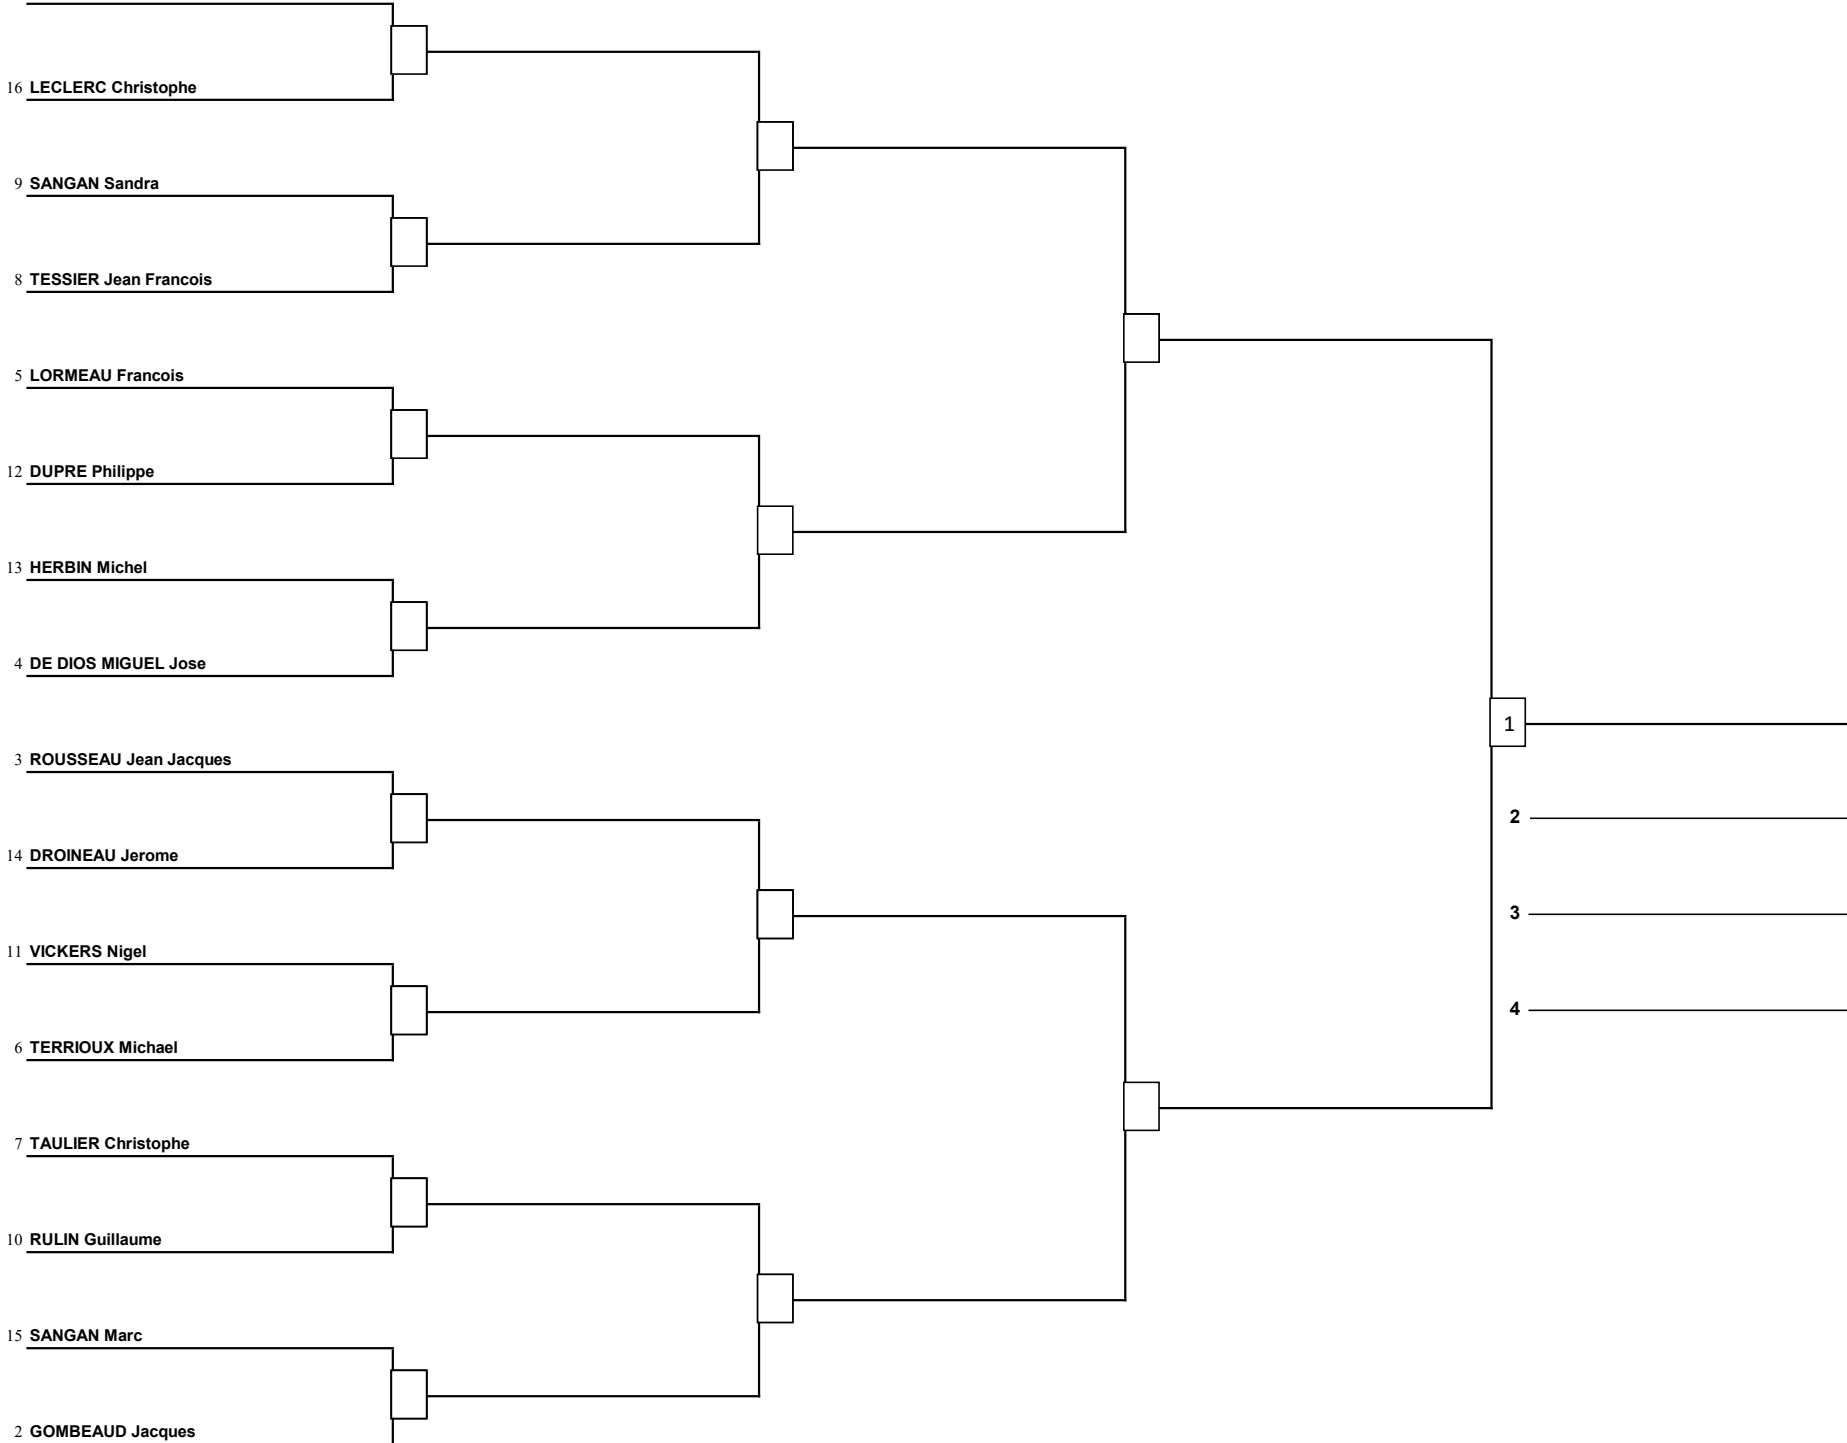 16 LECLERC Christophe
9 SANGAN Sandra
8 TESSIER Jean Francois
5 LORMEAU Francois
12 DUPRE Philippe
13 HERBIN Michel
4 DE DIOS MIGUEL Jose
1
3 ROUSSEAU Jean Jacques
2
14 DROINEAU Jerome
3
11 VICKERS Nigel
4
6 TERRIOUX Michael
7 TAULIER Christophe
10 RULIN Guillaume
15 SANGAN Marc
2 GOMBEAUD Jacques